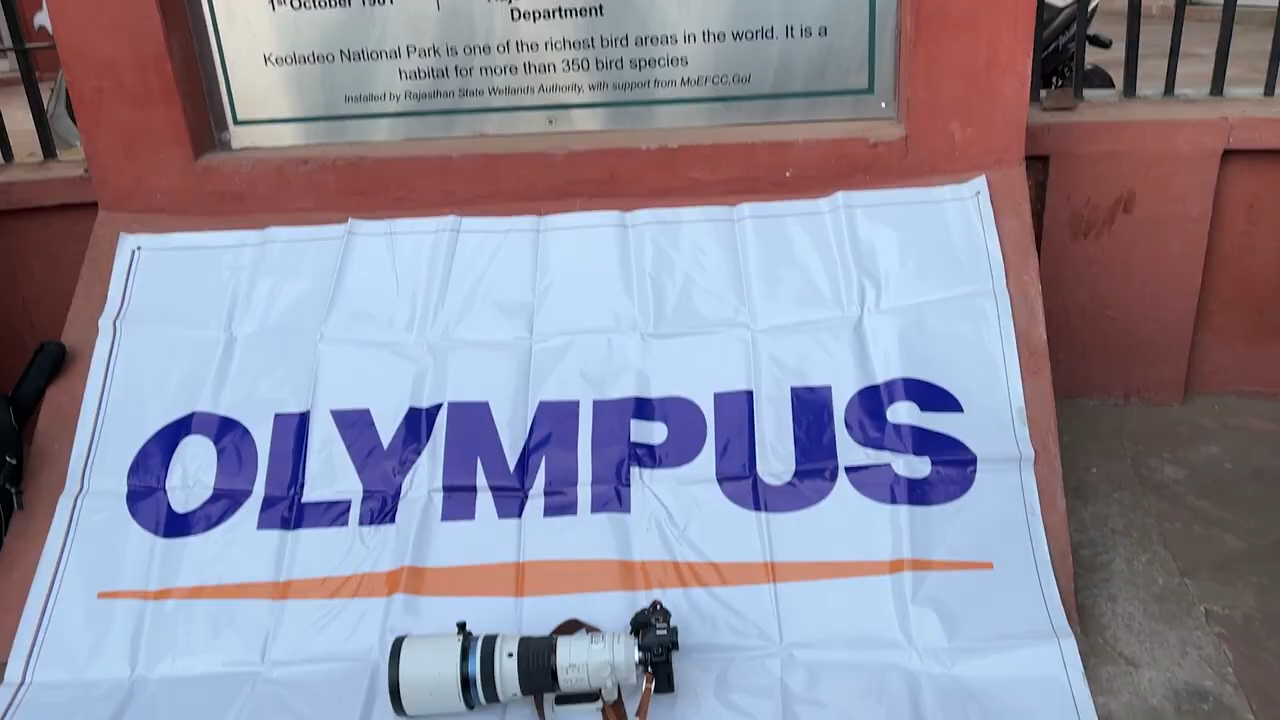 1st October 1981
Department
Keoladeo National Park is one of the richest bird areas in the world. It is a
habitat for more than 350 bird species
Installed by Rajasthan State Wetlands Authority, with support from MoEFCC,GoI
OLYMPUS